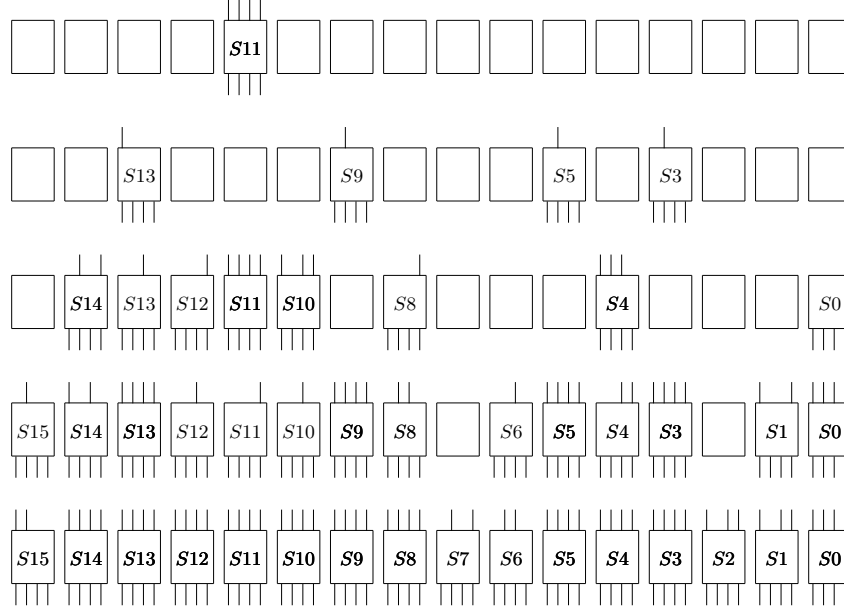 S11
S13 S9 S5 S3
S14 S13 S12 S11 S10 S8 S4 S0
S15 S14 S13 S12 S11 S10 S9 S8 S6 S5 S4 S3 S1 S0
S15 S14 S13 S12 S11 S10 S9 S8 S7 S6 S5 S4 S3 S2 S1 S0